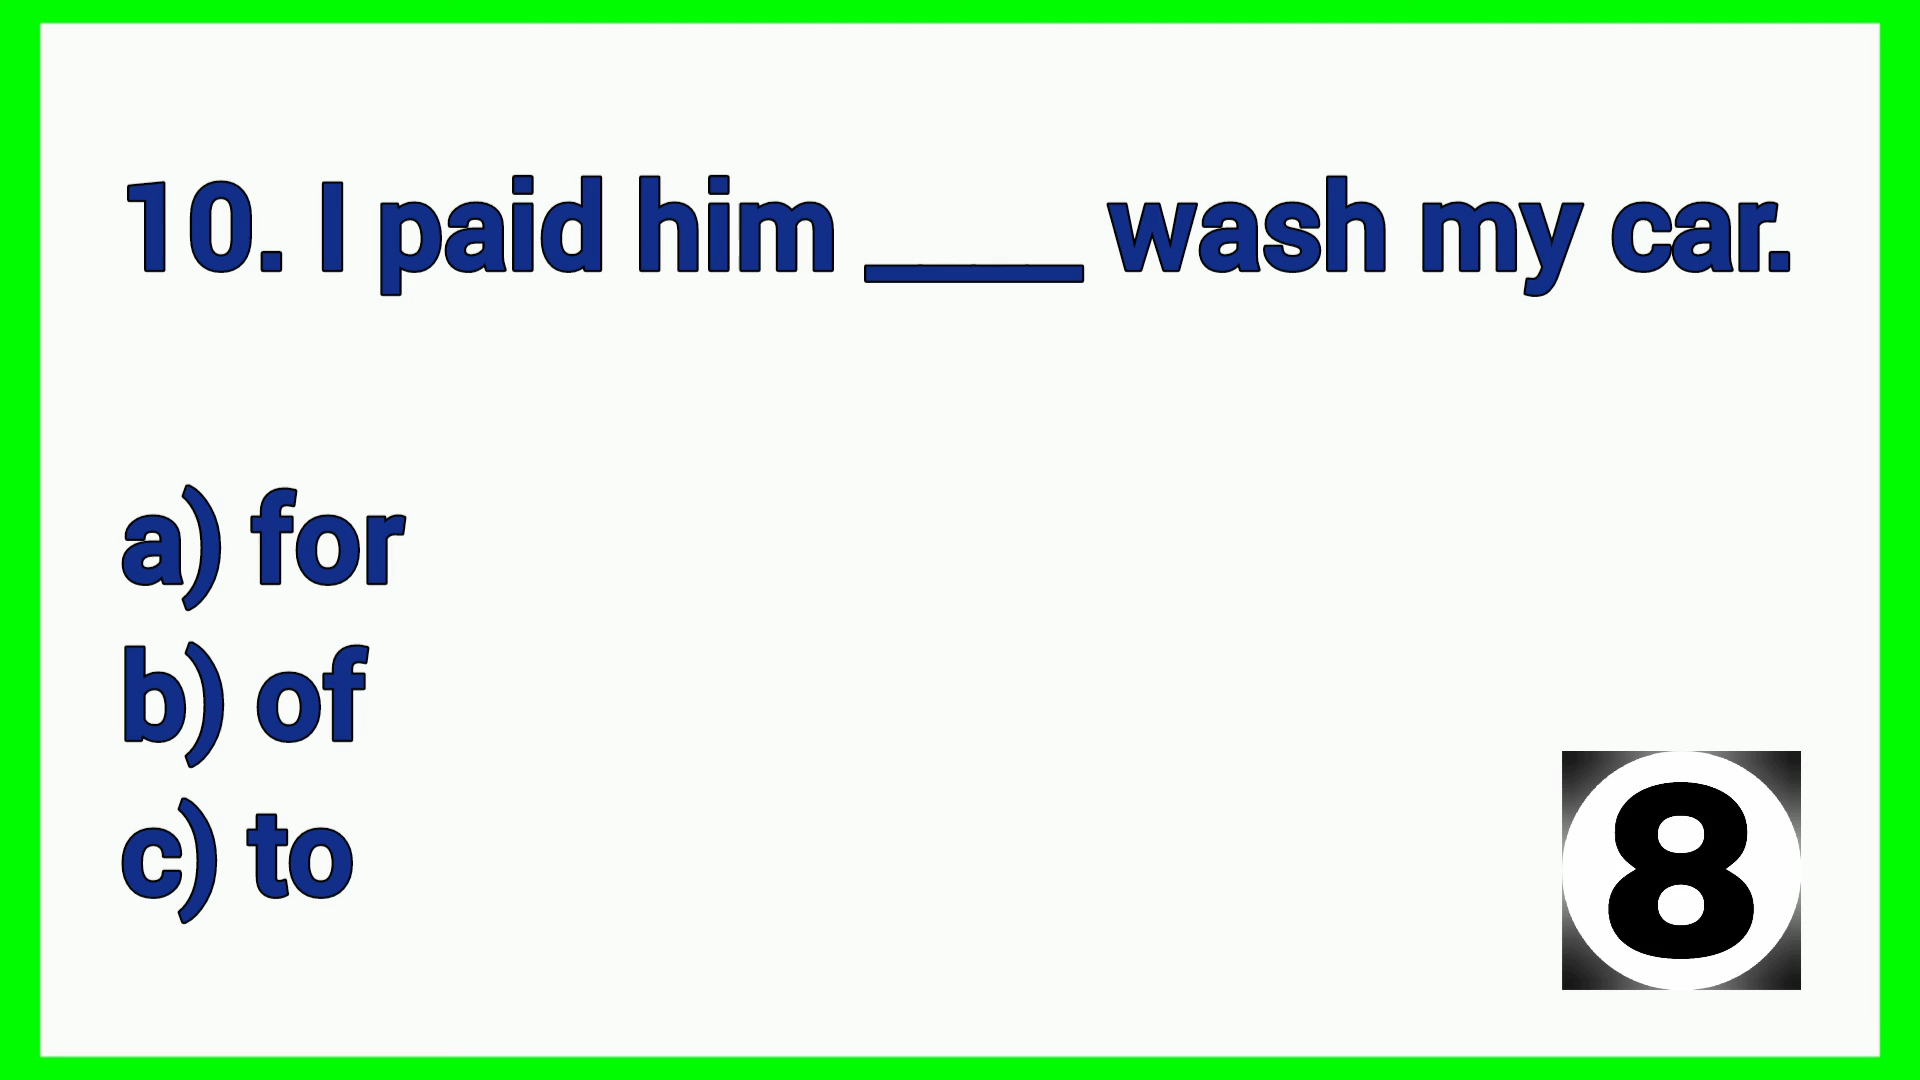 10. I paid him ____ wash my car.
a) for
b) of
c) to
8